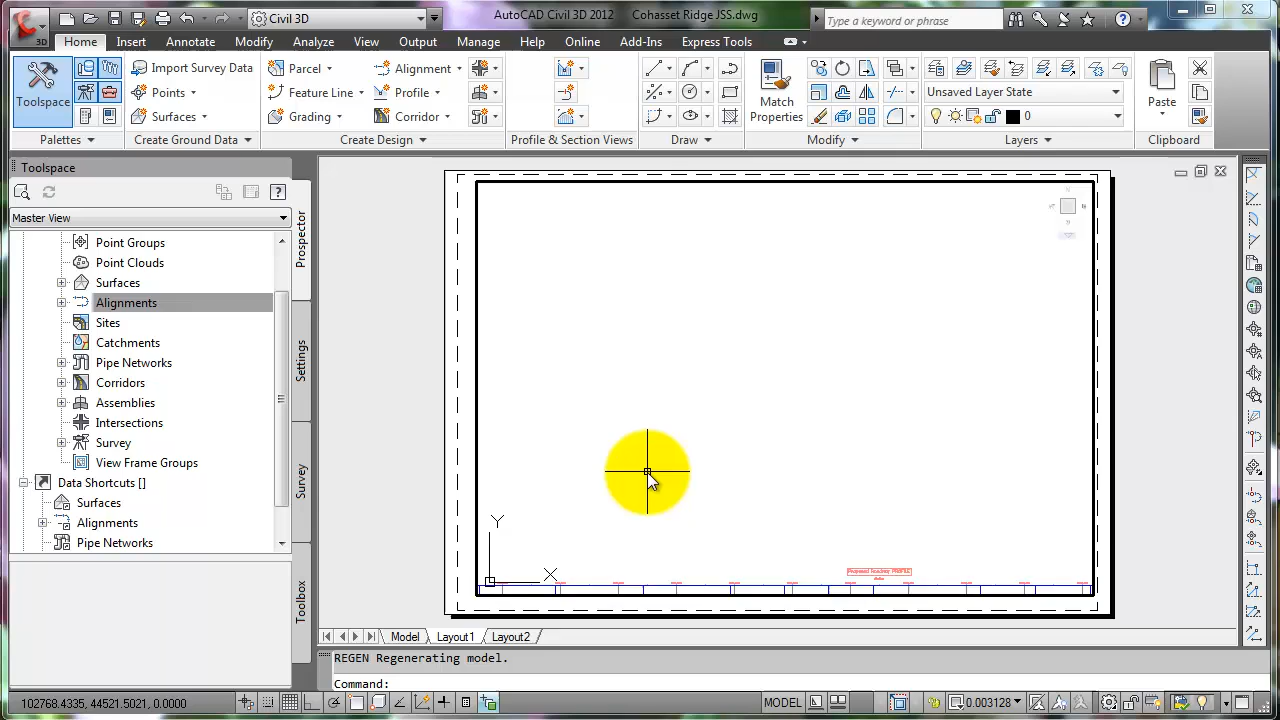 Civil 3D
AutoCAD Civil 3D 2012 Cohasset Ridge JSS.dwg
Type a keyword or phrase
3D
Home Insert Annotate Modify Analyze View Output Manage Help Online Add-Ins Express Tools
Toolspace
Import Survey Data
Points
Surfaces
Parcel
Feature Line
Grading
Alignment
Profile
Corridor
Match
Properties
Unsaved Layer State
0
Paste
Palettes
Create Ground Data
Create Design
Profile & Section Views
Draw
Modify
Layers
Clipboard
Toolspace
Master View
Point Groups
Point Clouds
Surfaces
Alignments
Sites
Catchments
Pipe Networks
Corridors
Assemblies
Intersections
Survey
View Frame Groups
Data Shortcuts []
Surfaces
Alignments
Pipe Networks
Prospector
Settings
Survey
Toolbox
Y
X
Proposed Roadway PROFILE
Model Layout1 Layout2
REGEN Regenerating model.
Command:
102768.4335, 44521.5021, 0.0000
MODEL
0.003128